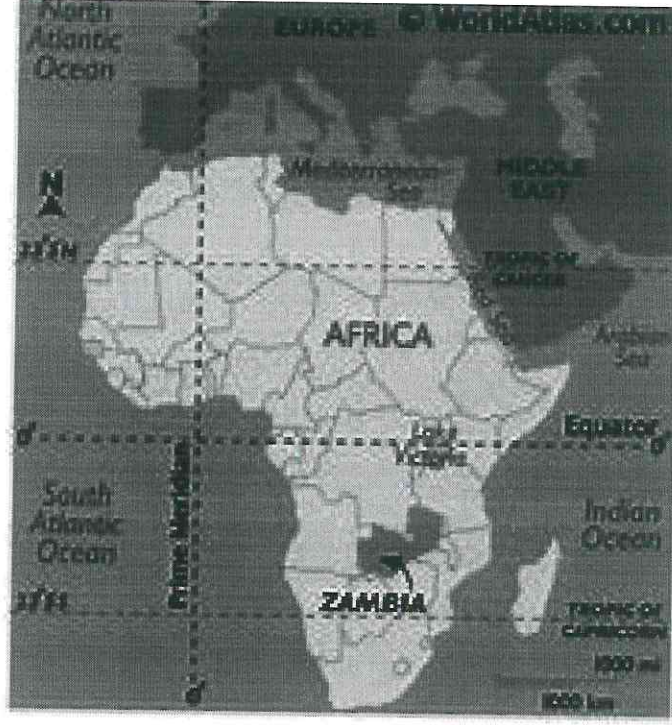 North
Atlantic
Ocean
EUROPE © WorldAtlas.com
Mediterranean
Sea
MIDDLE
EAST
N
TROPIC OF
CANCER
AFRICA
Arabian
Sea
Lake
Victoria
Equator
0°
0°
South
Atlantic
Ocean
Prime Meridian
Indian
Ocean
ZAMBIA
TROPIC OF
CAPRICORN
1000 mi
1000 km
0°